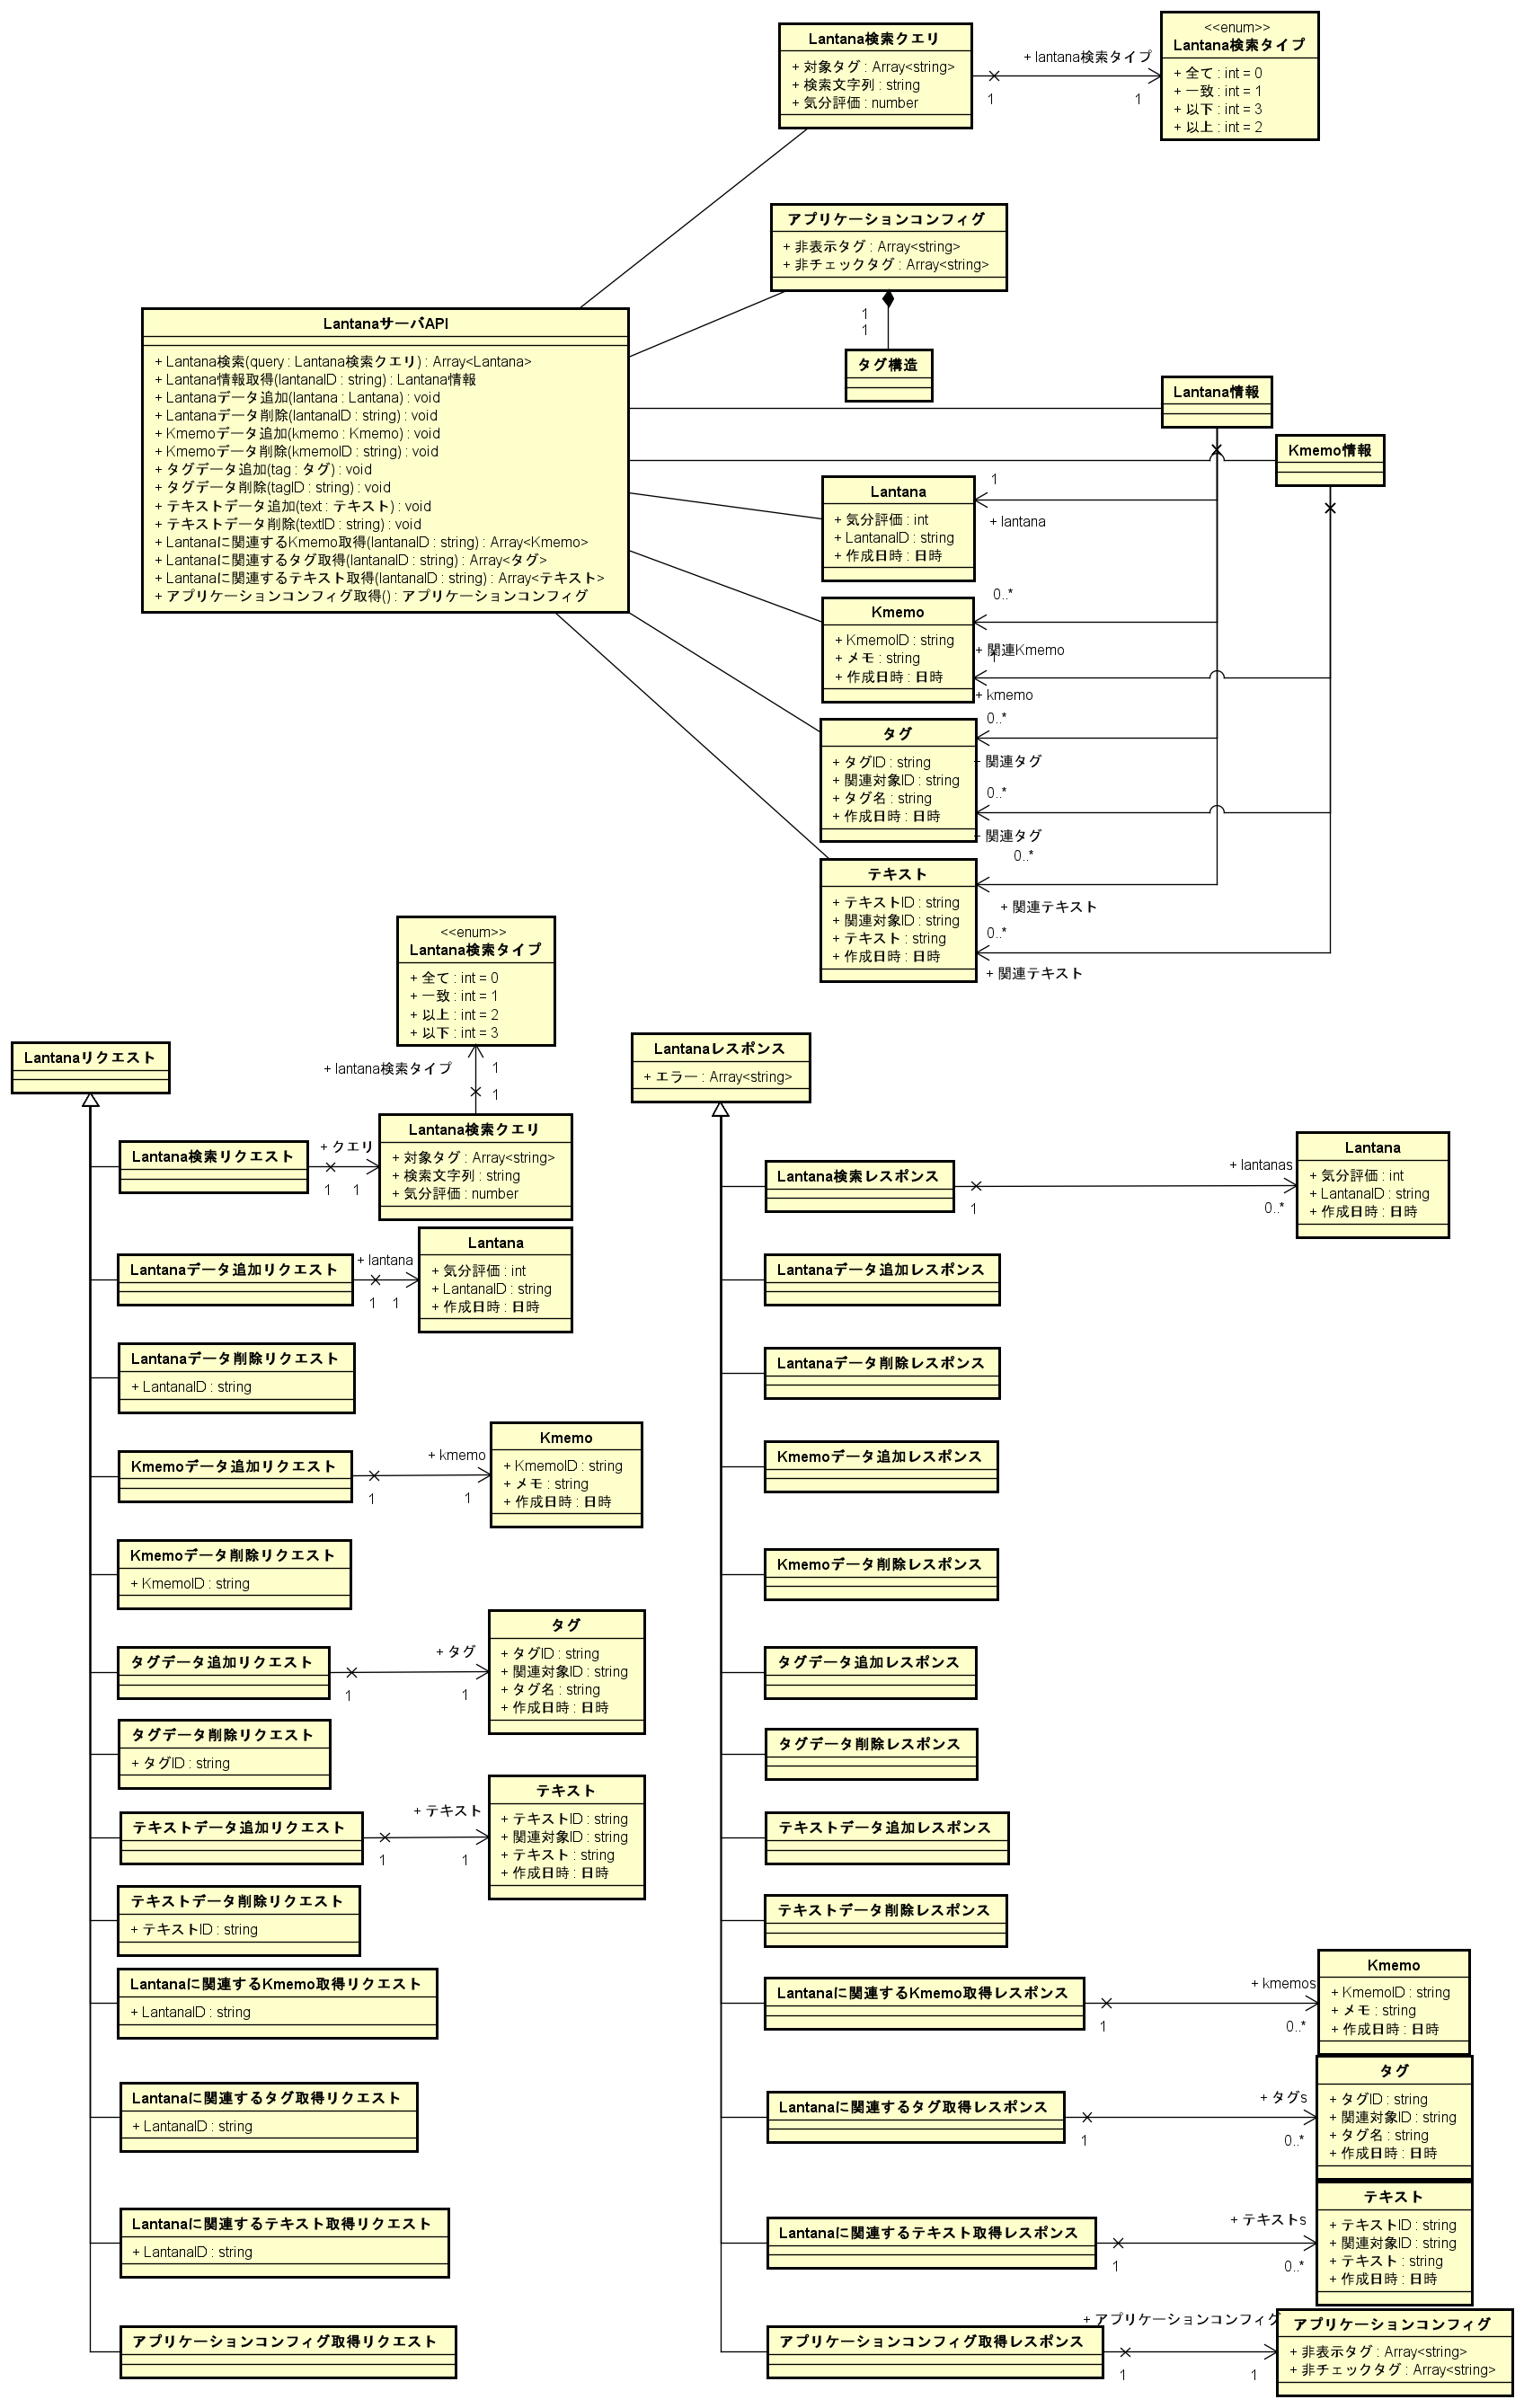 Lantana検索クエリ
+ 対象タグ : Array<string>
+ 検索文字列 : string
+ 気分評価 : number
+ lantana検索タイプ
1
1
<<enum>>
Lantana検索タイプ
+ 全て : int = 0
+ 一致 : int = 1
+ 以下 : int = 3
+ 以上 : int = 2
アプリケーションコンフィグ
+ 非表示タグ : Array<string>
+ 非チェックタグ : Array<string>
1
1
タグ構造
LantanaサーバAPI
+ Lantana検索(query : Lantana検索クエリ) : Array<Lantana>
+ Lantana情報取得(lantanaID : string) : Lantana情報
+ Lantanaデータ追加(lantana : Lantana) : void
+ Lantanaデータ削除(lantanaID : string) : void
+ Kmemoデータ追加(kmemo : Kmemo) : void
+ Kmemoデータ削除(kmemoID : string) : void
+ タグデータ追加(tag : タグ) : void
+ タグデータ削除(tagID : string) : void
+ テキストデータ追加(text : テキスト) : void
+ テキストデータ削除(textID : string) : void
+ Lantanaに関連するKmemo取得(lantanaID : string) : Array<Kmemo>
+ Lantanaに関連するタグ取得(lantanaID : string) : Array<タグ>
+ Lantanaに関連するテキスト取得(lantanaID : string) : Array<テキスト>
+ アプリケーションコンフィグ取得() : アプリケーションコンフィグ
Lantana情報
Kmemo情報
Lantana
+ 気分評価 : int
+ LantanaID : string
+ 作成日時 : 日時
1
+ lantana
Kmemo
+ KmemoID : string
+ メモ : string
+ 作成日時 : 日時
0..*
+ 関連Kmemo
1
+ kmemo
タグ
+ タグID : string
+ 関連対象ID : string
+ タグ名 : string
+ 作成日時 : 日時
0..*
+ 関連タグ
0..*
+ 関連タグ
テキスト
+ テキストID : string
+ 関連対象ID : string
+ テキスト : string
+ 作成日時 : 日時
0..*
+ 関連テキスト
0..*
+ 関連テキスト
<<enum>>
Lantana検索タイプ
+ 全て : int = 0
+ 一致 : int = 1
+ 以上 : int = 2
+ 以下 : int = 3
+ lantana検索タイプ
1
1
Lantanaリクエスト
Lantana検索リクエスト
+ クエリ
1
1
Lantana検索クエリ
+ 対象タグ : Array<string>
+ 検索文字列 : string
+ 気分評価 : number
Lantanaデータ追加リクエスト
+ lantana
1
1
Lantana
+ 気分評価 : int
+ LantanaID : string
+ 作成日時 : 日時
Lantanaデータ削除リクエスト
+ LantanaID : string
Kmemoデータ追加リクエスト
+ kmemo
1
1
Kmemo
+ KmemoID : string
+ メモ : string
+ 作成日時 : 日時
Kmemoデータ削除リクエスト
+ KmemoID : string
タグデータ追加リクエスト
+ タグ
1
1
タグ
+ タグID : string
+ 関連対象ID : string
+ タグ名 : string
+ 作成日時 : 日時
タグデータ削除リクエスト
+ タグID : string
テキストデータ追加リクエスト
+ テキスト
1
1
テキスト
+ テキストID : string
+ 関連対象ID : string
+ テキスト : string
+ 作成日時 : 日時
テキストデータ削除リクエスト
+ テキストID : string
Lantanaに関連するKmemo取得リクエスト
+ LantanaID : string
Lantanaに関連するタグ取得リクエスト
+ LantanaID : string
Lantanaに関連するテキスト取得リクエスト
+ LantanaID : string
アプリケーションコンフィグ取得リクエスト
Lantanaレスポンス
+ エラー : Array<string>
Lantana検索レスポンス
+ lantanas
1
0..*
Lantana
+ 気分評価 : int
+ LantanaID : string
+ 作成日時 : 日時
Lantanaデータ追加レスポンス
Lantanaデータ削除レスポンス
Kmemoデータ追加レスポンス
Kmemoデータ削除レスポンス
タグデータ追加レスポンス
タグデータ削除レスポンス
テキストデータ追加レスポンス
テキストデータ削除レスポンス
Lantanaに関連するKmemo取得レスポンス
+ kmemos
1
0..*
Kmemo
+ KmemoID : string
+ メモ : string
+ 作成日時 : 日時
Lantanaに関連するタグ取得レスポンス
+ タグs
1
0..*
タグ
+ タグID : string
+ 関連対象ID : string
+ タグ名 : string
+ 作成日時 : 日時
Lantanaに関連するテキスト取得レスポンス
+ テキストs
1
0..*
テキスト
+ テキストID : string
+ 関連対象ID : string
+ テキスト : string
+ 作成日時 : 日時
アプリケーションコンフィグ取得レスポンス
+ アプリケーションコンフィグ
1
1
アプリケーションコンフィグ
+ 非表示タグ : Array<string>
+ 非チェックタグ : Array<string>